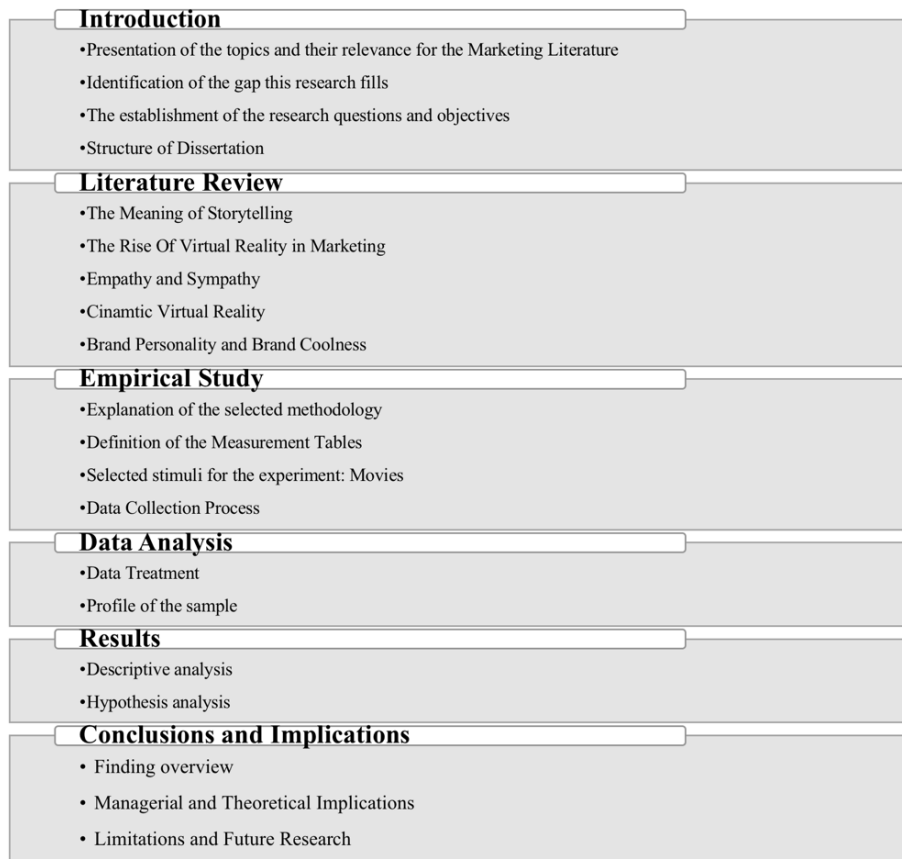 Introduction
•Presentation of the topics and their relevance for the Marketing Literature
•Identification of the gap this research fills
•The establishment of the research questions and objectives
•Structure of Dissertation
Literature Review
•The Meaning of Storytelling
•The Rise Of Virtual Reality in Marketing
•Empathy and Sympathy
•Cinamtic Virtual Reality
•Brand Personality and Brand Coolness
Empirical Study
•Explanation of the selected methodology
•Definition of the Measurement Tables
•Selected stimuli for the experiment: Movies
•Data Collection Process
Data Analysis
•Data Treatment
•Profile of the sample
Results
•Descriptive analysis
•Hypothesis analysis
Conclusions and Implications
• Finding overview
• Managerial and Theoretical Implications
• Limitations and Future Research